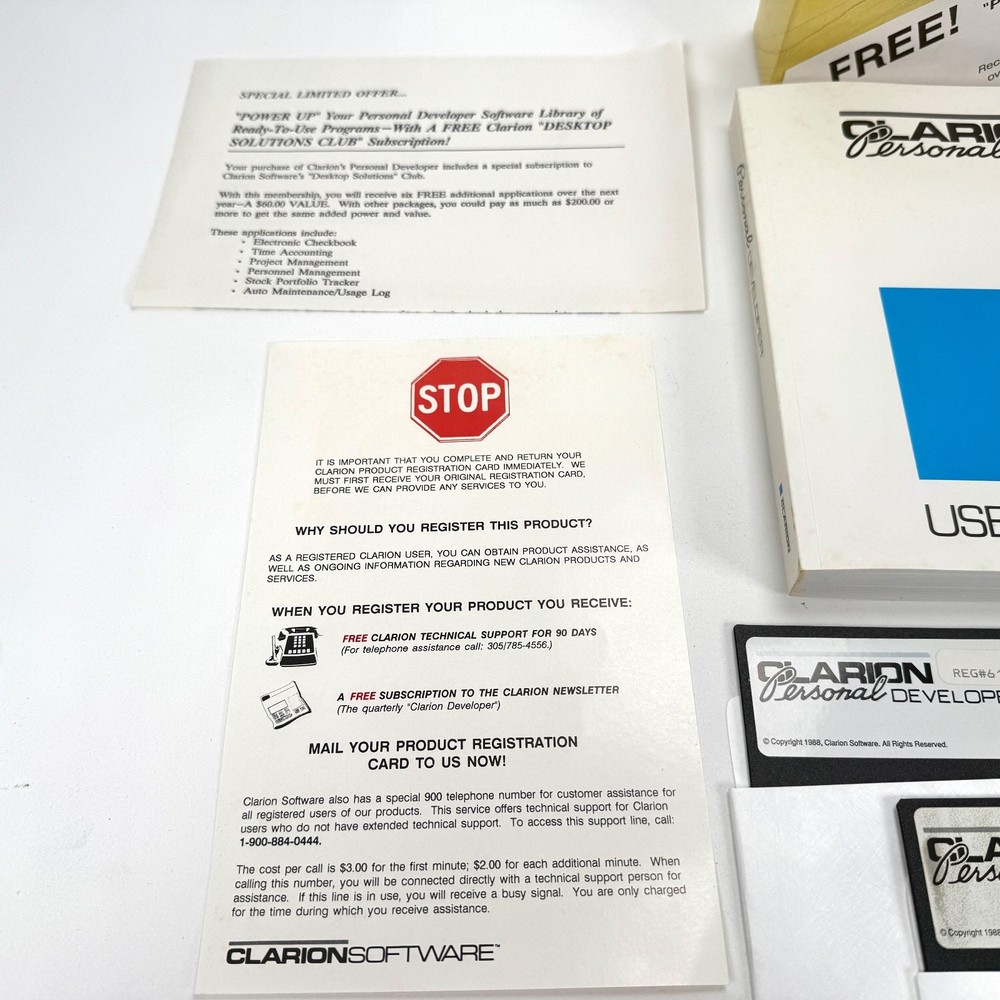 SPECIAL LIMITED OFFER...
"POWER UP" Your Personal Developer Software Library of
Ready-To-Use Programs—With A FREE Clarion "DESKTOP
SOLUTIONS CLUB" Subscription!
Your purchase of Clarion's Personal Developer includes a special subscription to
Clarion Software's "Desktop Solutions" Club.
With this membership, you will receive six FREE additional applications over the next
year—A $60.00 VALUE. With other packages, you could pay as much as $200.00 or
more to get the same added power and value.
These applications include:
• Electronic Checkbook
• Time Accounting
• Project Management
• Personnel Management
• Stock Portfolio Tracker
• Auto Maintenance/Usage Log
STOP
IT IS IMPORTANT THAT YOU COMPLETE AND RETURN YOUR
CLARION PRODUCT REGISTRATION CARD IMMEDIATELY. WE
MUST FIRST RECEIVE YOUR ORIGINAL REGISTRATION CARD,
BEFORE WE CAN PROVIDE ANY SERVICES TO YOU.
WHY SHOULD YOU REGISTER THIS PRODUCT?
AS A REGISTERED CLARION USER, YOU CAN OBTAIN PRODUCT ASSISTANCE, AS
WELL AS ONGOING INFORMATION REGARDING NEW CLARION PRODUCTS AND
SERVICES.
WHEN YOU REGISTER YOUR PRODUCT YOU RECEIVE:
FREE CLARION TECHNICAL SUPPORT FOR 90 DAYS
(For telephone assistance call: 305/785-4556.)
A FREE SUBSCRIPTION TO THE CLARION NEWSLETTER
(The quarterly "Clarion Developer")
MAIL YOUR PRODUCT REGISTRATION
CARD TO US NOW!
Clarion Software also has a special 900 telephone number for customer assistance for
all registered users of our products. This service offers technical support for Clarion
users who do not have extended technical support. To access this support line, call:
1-900-884-0444.
The cost per call is $3.00 for the first minute; $2.00 for each additional minute. When
calling this number, you will be connected directly with a technical support person for
assistance. If this line is in use, you will receive a busy signal. You are only charged
for the time during which you receive assistance.
CLARIONSOFTWARE™
FREE!
Personal
Personal DEVELOPER
CLARION
USE
CLARION
REG#61
Personal DEVELOPE
© Copyright 1988, Clarion Software. All Rights Reserved.
© Copyright 1988